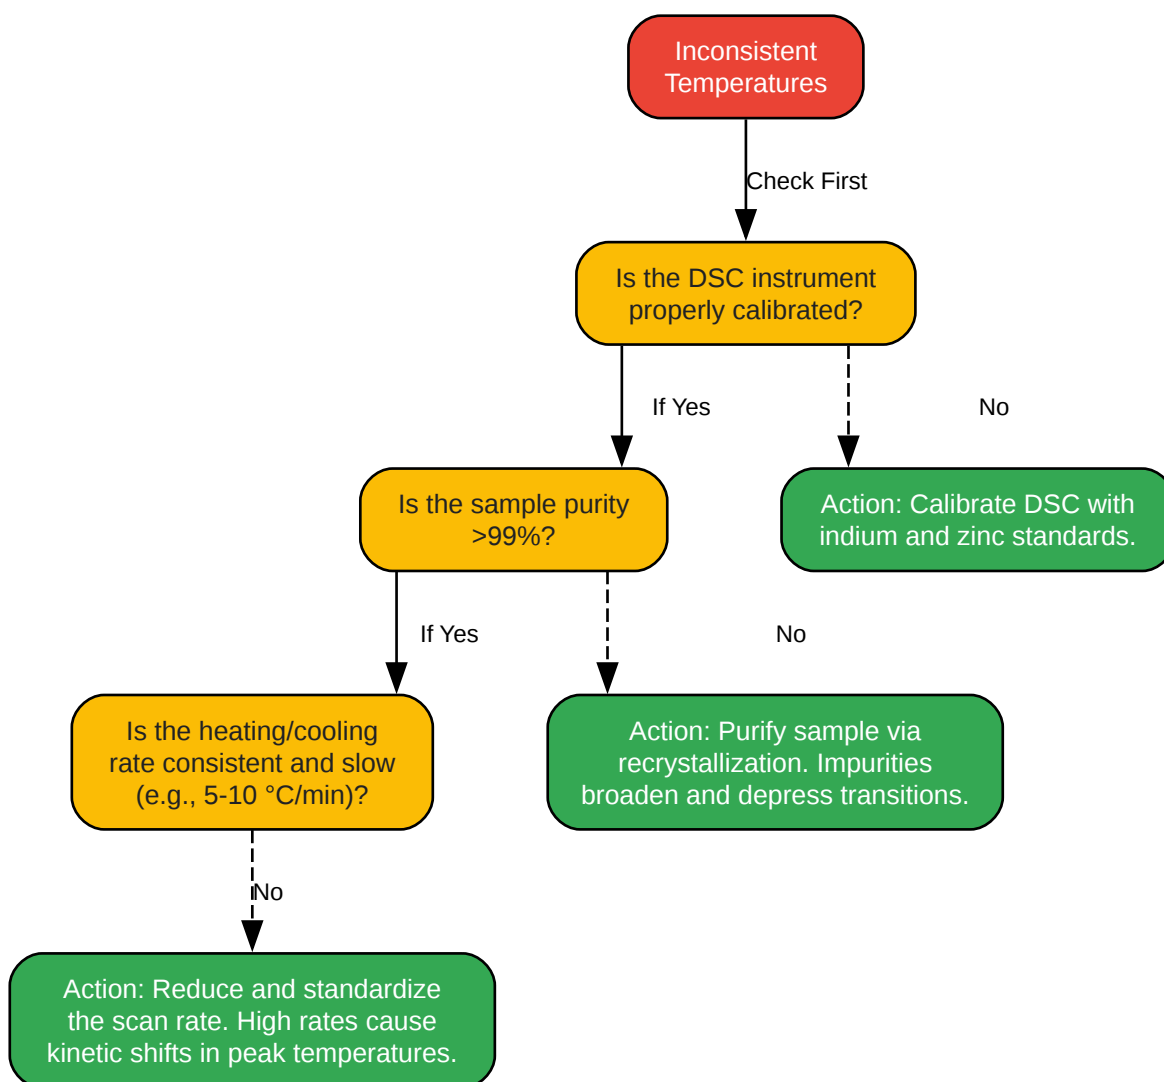 Inconsistent
Temperatures
Check First
Is the DSC instrument
properly calibrated?
If Yes
No
Is the sample purity
>99%?
Action: Calibrate DSC with
indium and zinc standards.
If Yes
No
Is the heating/cooling
rate consistent and slow
(e.g., 5-10 °C/min)?
Action: Purify sample via
recrystallization. Impurities
broaden and depress transitions.
No
Action: Reduce and standardize
the scan rate. High rates cause
kinetic shifts in peak temperatures.